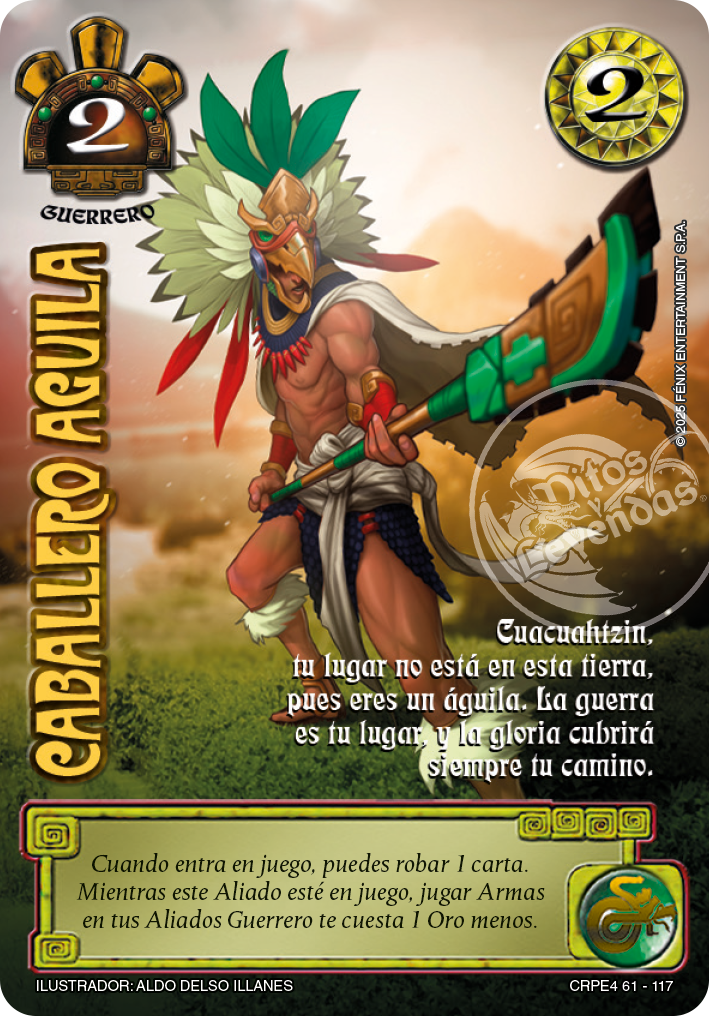 2
2
GUERRERO
CABALLERO AGUILA
© 2025 FÉNIX ENTERTAINMENT S.P.A.
Mitos
y
Leyendas
Cuacuahtzin,
tu lugar no está en esta tierra,
pues eres un águila. La guerra
es tu lugar, y la gloria cubrirá
siempre tu camino.
Cuando entra en juego, puedes robar 1 carta.
Mientras este Aliado esté en juego, jugar Armas
en tus Aliados Guerrero te cuesta 1 Oro menos.
ILUSTRADOR: ALDO DELSO ILLANES
CRPE4 61 - 117